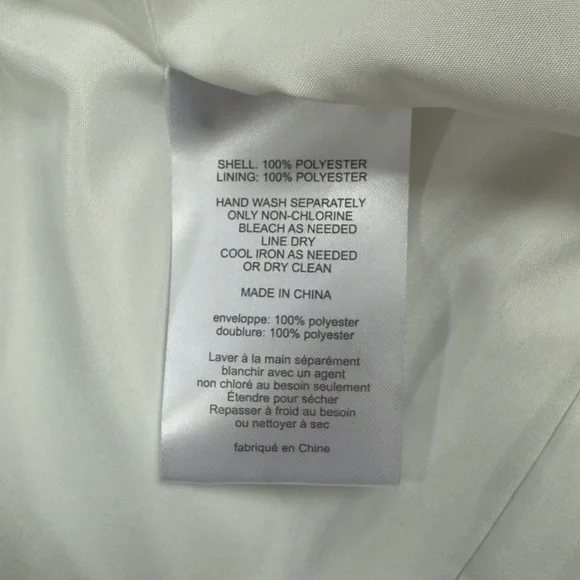 SHELL: 100% POLYESTER
LINING: 100% POLYESTER
HAND WASH SEPARATELY
ONLY NON-CHLORINE
BLEACH AS NEEDED
LINE DRY
COOL IRON AS NEEDED
OR DRY CLEAN
MADE IN CHINA
enveloppe: 100% polyester
doublure: 100% polyester
Laver à la main séparément
blanchir avec un agent
non chloré au besoin seulement
Étendre pour sécher
Repasser à froid au besoin
ou nettoyer à sec
fabriqué en Chine